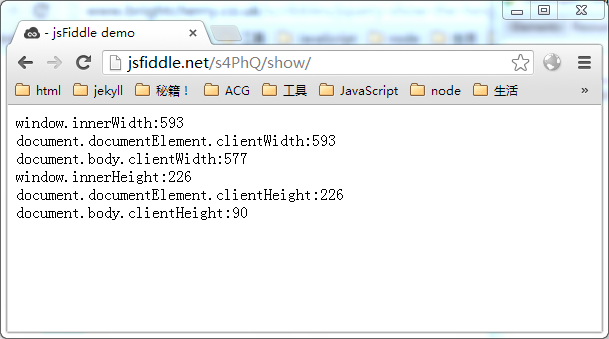 - jsFiddle demo
jsfiddle.net/s4PhQ/show/
html jekyll 秘籍！ ACG 工具 JavaScript node 生活 »
window.innerWidth:593
document.documentElement.clientWidth:593
document.body.clientWidth:577
window.innerHeight:226
document.documentElement.clientHeight:226
document.body.clientHeight:90